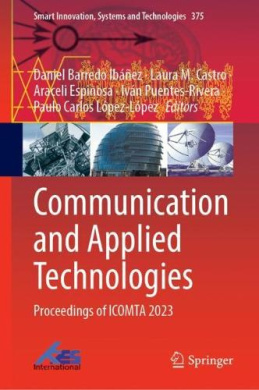 Smart Innovation, Systems and Technologies 375
Daniel Barredo Ibáñez · Laura M. Castro ·
Araceli Espinosa · Iván Puentes-Rivera ·
Paulo Carlos López-López Editors
Communication
and Applied
Technologies
Proceedings of ICOMTA 2023
KES
International
Springer